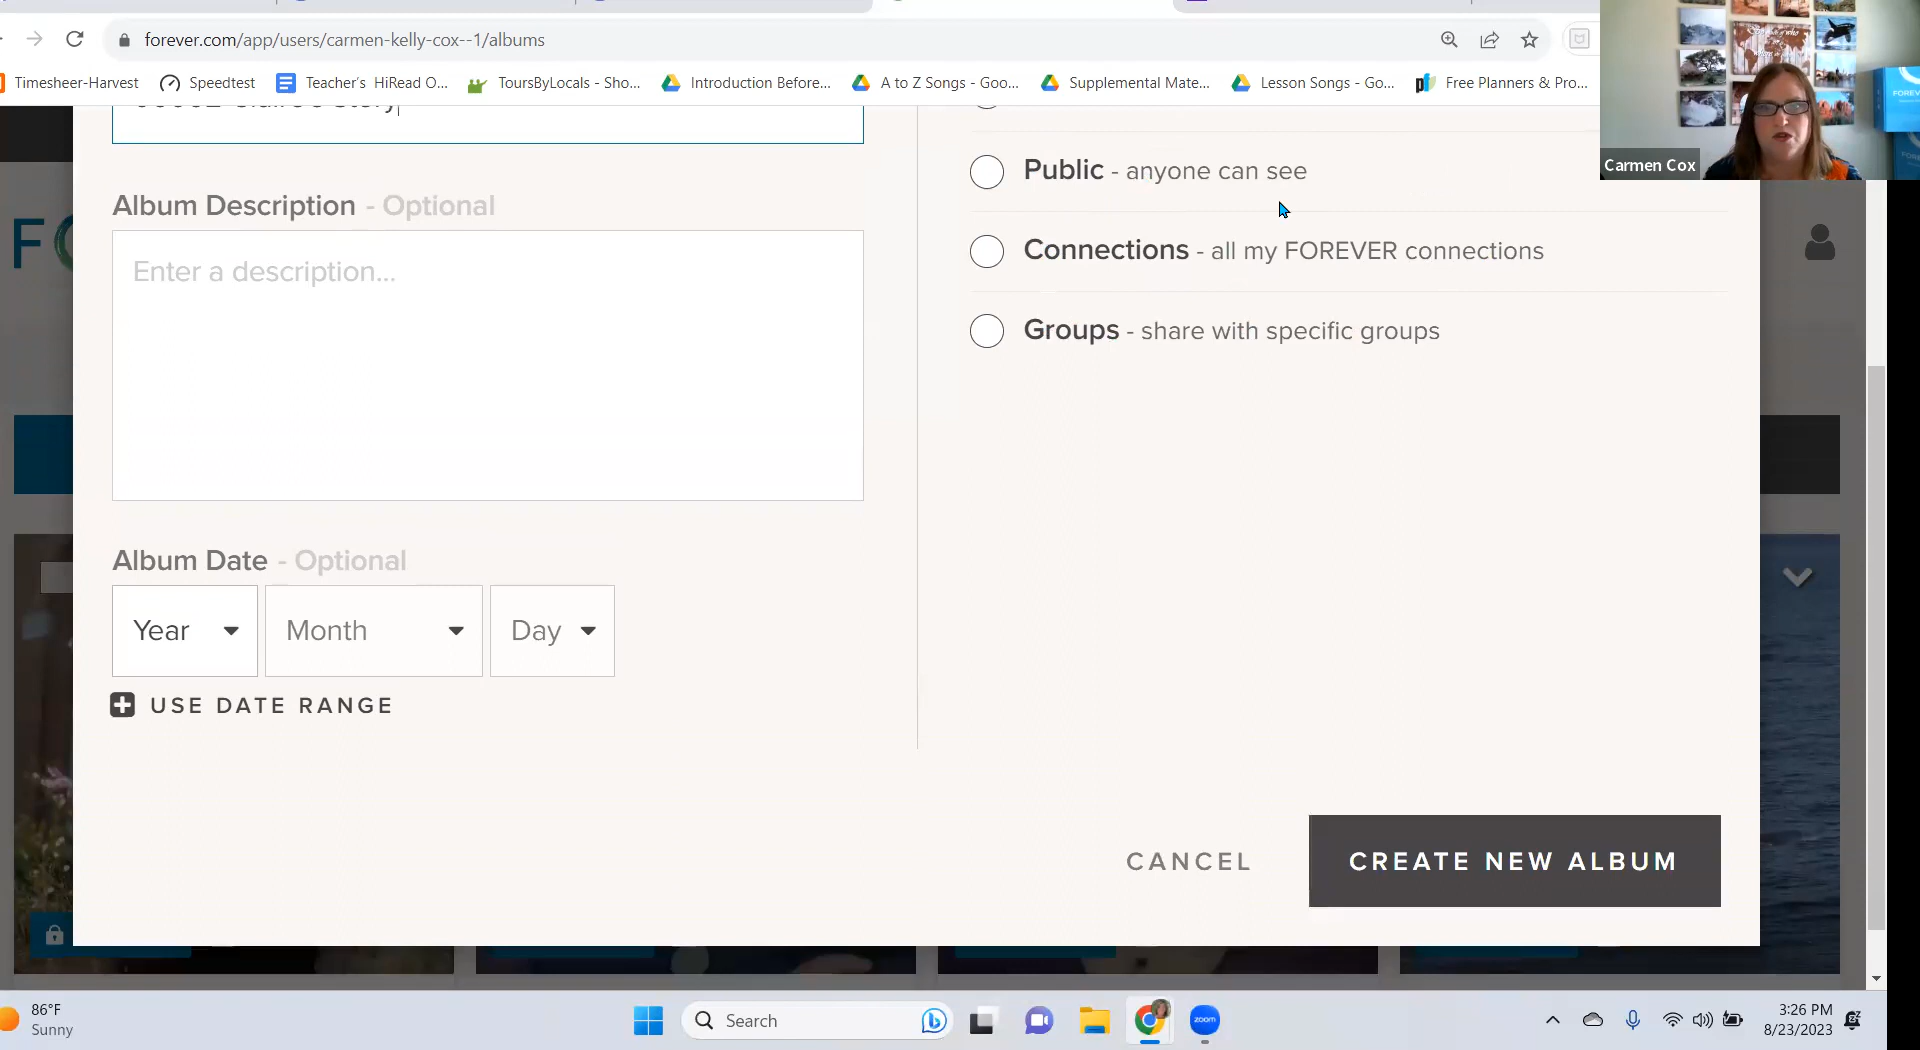 forever.com/app/users/carmen-kelly-cox--1/albums
Timesheer-Harvest
Speedtest
Teacher's HiRead O...
ToursByLocals - Sho...
Introduction Before...
A to Z Songs - Goo...
Supplemental Mate...
Lesson Songs - Go...
Free Planners & Pro...
Carmen Cox
Story
Public - anyone can see
Album Description - Optional
Connections - all my FOREVER connections
Enter a description...
Groups - share with specific groups
Album Date - Optional
Year
Month
Day
USE DATE RANGE
CANCEL
CREATE NEW ALBUM
86°F
Sunny
Search
zoom
3:26 PM
8/23/2023